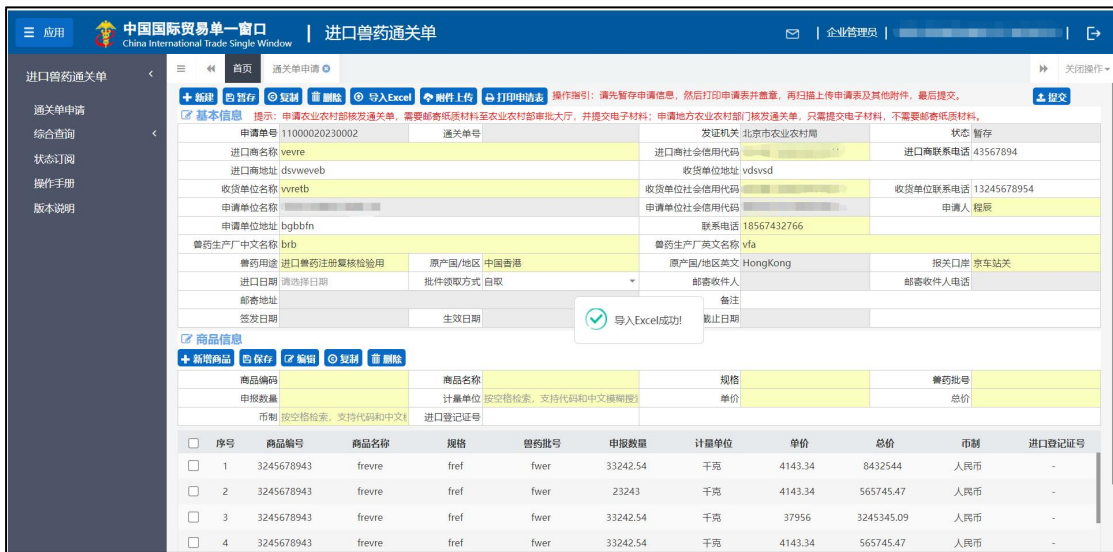 应用 中国国际贸易单一窗口 | 进口兽药通关单 | 企业管理员 | |
China International Trade Single Window
进口兽药通关单
通关单申请
综合查询
状态订阅
操作手册
版本说明
首页 通关单申请 关闭操作
新建 暂存 复制 删除 导入Excel 附件上传 打印申请表 操作指引：请先暂存申请信息，然后打印申请表并盖章，再扫描上传申请表及其他附件，最后提交。 提交
基本信息 提示：申请农业农村部核发通关单，需要邮寄纸质材料至农业农村部审批大厅，并提交电子材料；申请地方农业农村部门核发通关单，只需提交电子材料，不需要邮寄纸质材料。
申请单号 11000020230002 通关单号 发证机关 北京市农业农村局 状态 暂存
进口商名称 vevre 进口商社会信用代码 进口商联系电话 43567894
进口商地址 dsvweveb 收货单位地址 vdsvsd
收货单位名称 vvretb 收货单位社会信用代码 收货单位联系电话 13245678954
申请单位名称 申请单位社会信用代码 申请人 程辰
申请单位地址 bgbbfn 联系电话 18567432766
兽药生产厂中文名称 brb 兽药生产厂英文名称 vfa
兽药用途 进口兽药注册复核检验用 原产国/地区 中国香港 原产国/地区英文 HongKong 报关口岸 京车站关
进口日期 请选择日期 批件领取方式 自取 邮寄收件人 邮寄收件人电话
邮寄地址 备注
签发日期 生效日期 截止日期
导入Excel成功!
商品信息
新增商品 保存 编辑 复制 删除
商品编码 商品名称 规格 兽药批号
申报数量 计量单位 按空格检索，支持代码和中文模糊搜 单价 总价
币制 按空格检索，支持代码和中文 进口登记证号
序号 商品编号 商品名称 规格 兽药批号 申报数量 计量单位 单价 总价 币制 进口登记证号
1 3245678943 frevre fref fwer 33242.54 千克 4143.34 8432544 人民币 -
2 3245678943 frevre fref fwer 23243 千克 4143.34 565745.47 人民币 -
3 3245678943 frevre fref fwer 33242.54 千克 37956 3245345.09 人民币 -
4 3245678943 frevre fref fwer 33242.54 千克 4143.34 565745.47 人民币 -